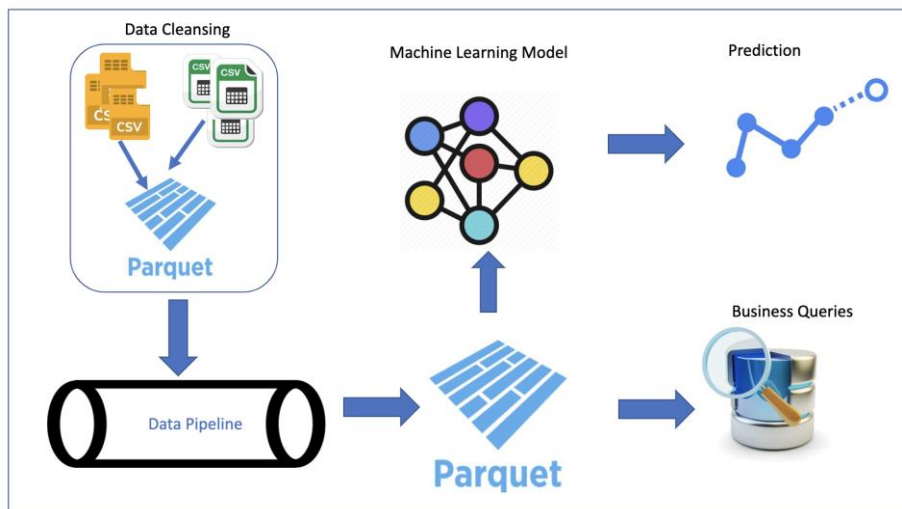 Data Cleansing
CSV
CSV
CSV
CSV
Parquet
Data Pipeline
Machine Learning Model
Prediction
Parquet
Business Queries